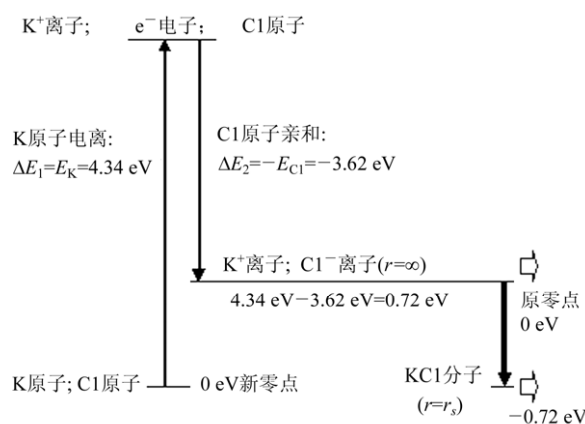 K⁺离子; e⁻电子; C1原子
K原子电离:
ΔE₁=E_K=4.34 eV
C1原子亲和:
ΔE₂=−E_C1=−3.62 eV
K⁺离子; C1⁻离子(r=∞)
4.34 eV−3.62 eV=0.72 eV
原零点
0 eV
K原子; C1原子
0 eV新零点
KC1分子
(r=rₛ)
−0.72 eV